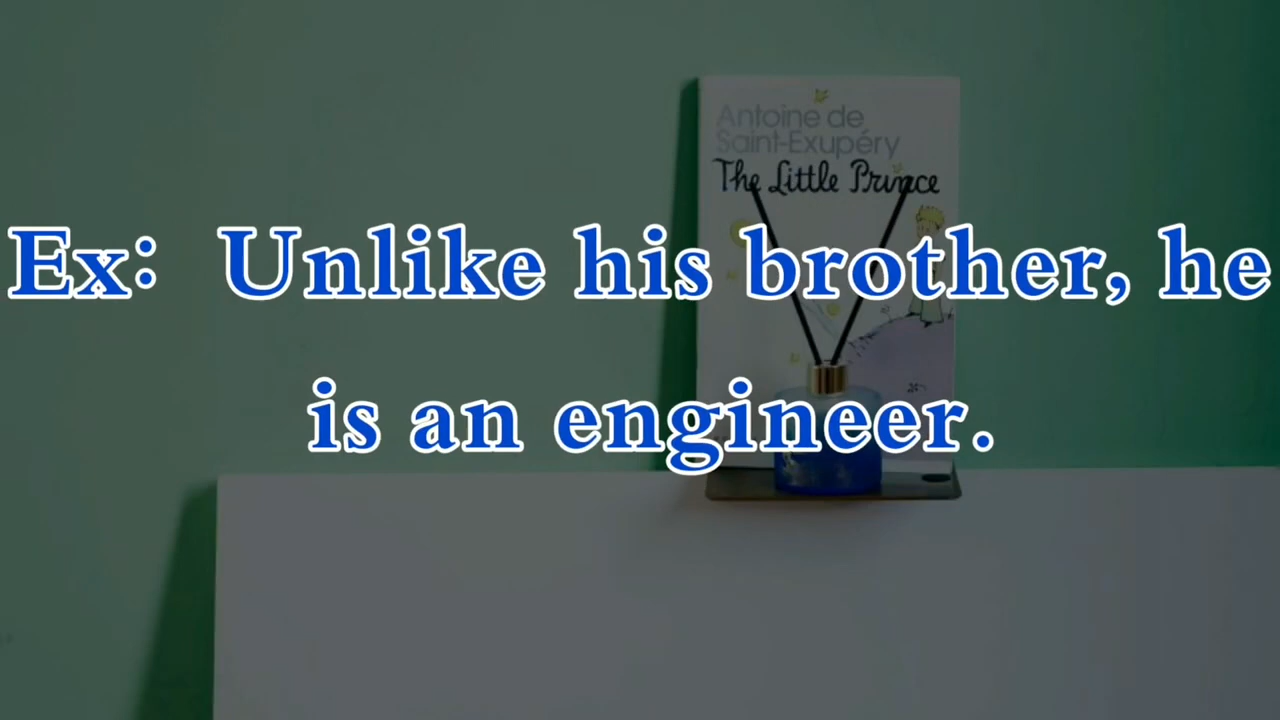 Antoine de
Saint-Exupéry
The Little Prince
Ex: Unlike his brother, he
is an engineer.